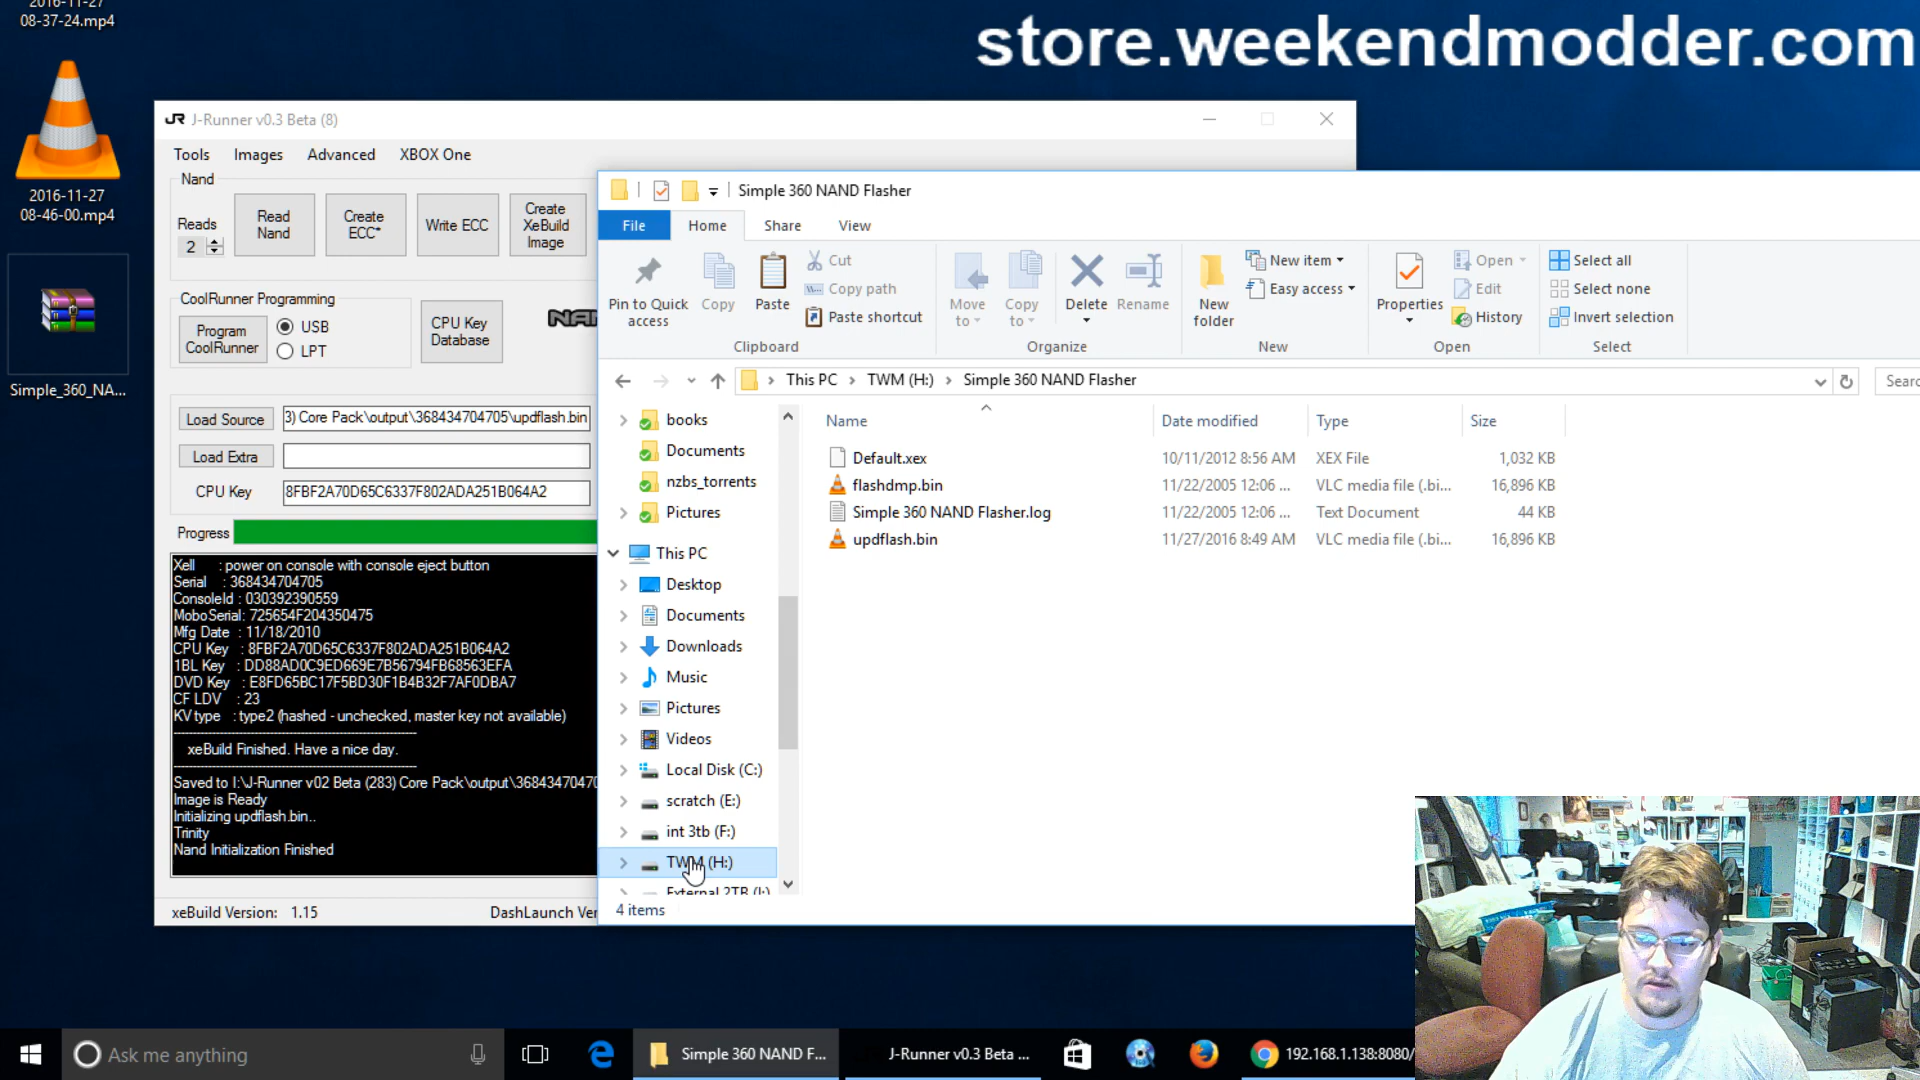 2016-11-27
08-37-24.mp4
store.weekendmodder.com
2016-11-27
08-46-00.mp4
Simple_360_NA...
J-Runner v0.3 Beta (8)
Tools Images Advanced XBOX One
Nand
Reads
2
Read Nand
Create ECC*
Write ECC
Create XeBuild Image
CoolRunner Programming
Program CoolRunner
USB
LPT
CPU Key Database
Load Source 3) Core Pack\output\368434704705\updflash.bin
Load Extra
CPU Key 8FBF2A70D65C6337F802ADA251B064A2
Progress
Xell : power on console with console eject button
Serial : 368434704705
ConsoleId : 030392390559
MoboSerial: 725654F204350475
Mfg Date : 11/18/2010
CPU Key : 8FBF2A70D65C6337F802ADA251B064A2
1BL Key : DD88AD0C9ED669E7B56794FB68563EFA
DVD Key : E8FD65BC17F5BD30F1B4B32F7AF0DBA7
CF LDV : 23
KV type : type2 (hashed - unchecked, master key not available)
xeBuild Finished. Have a nice day.
Saved to I:\J-Runner v02 Beta (283) Core Pack\output\36843470470
Image is Ready
Initializing updflash.bin..
Trinity
Nand Initialization Finished
xeBuild Version: 1.15
DashLaunch Ver
Simple 360 NAND Flasher
File Home Share View
Pin to Quick access
Copy
Paste
Cut
Copy path
Paste shortcut
Clipboard
Move to
Copy to
Delete
Rename
Organize
New folder
New item
Easy access
New
Properties
Open
Edit
History
Open
Select all
Select none
Invert selection
Select
This PC > TWM (H:) > Simple 360 NAND Flasher
Searc
Name Date modified Type Size
Default.xex 10/11/2012 8:56 AM XEX File 1,032 KB
flashdmp.bin 11/22/2005 12:06 ... VLC media file (.bi... 16,896 KB
Simple 360 NAND Flasher.log 11/22/2005 12:06 ... Text Document 44 KB
updflash.bin 11/27/2016 8:49 AM VLC media file (.bi... 16,896 KB
books
Documents
nzbs_torrents
Pictures
This PC
Desktop
Documents
Downloads
Music
Pictures
Videos
Local Disk (C:)
scratch (E:)
int 3tb (F:)
TWM (H:)
External 2TB (I:)
4 items
Ask me anything
Simple 360 NAND F...
J-Runner v0.3 Beta ...
192.168.1.138:8080/